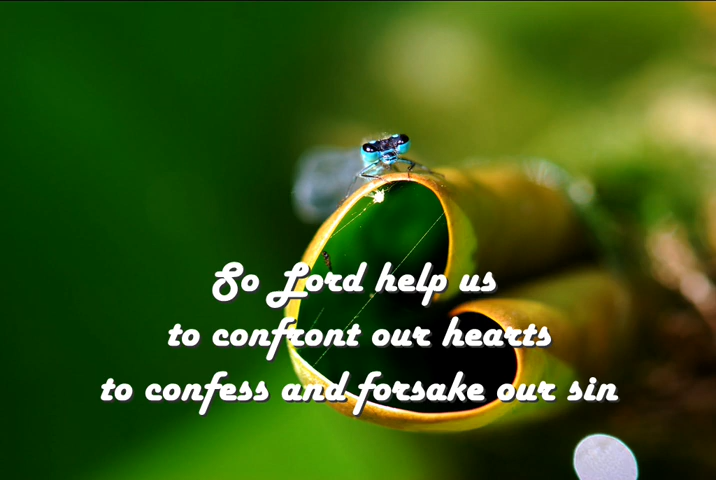 So Lord help us
to confront our hearts
to confess and forsake our sin